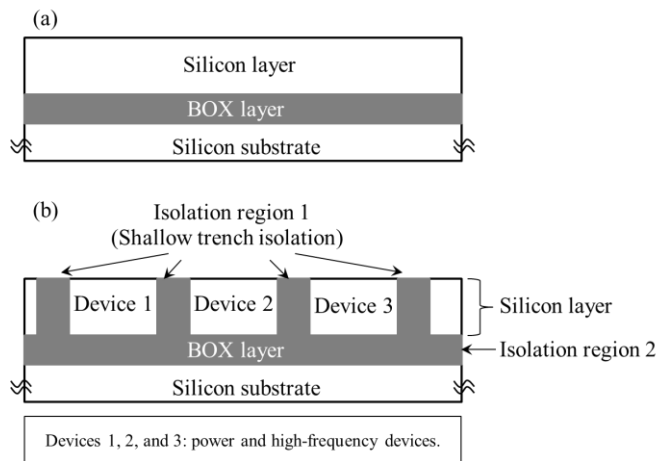 (a)
Silicon layer
BOX layer
Silicon substrate
(b)
Isolation region 1
(Shallow trench isolation)
Device 1
Device 2
Device 3
Silicon layer
BOX layer
Isolation region 2
Silicon substrate
Devices 1, 2, and 3: power and high-frequency devices.